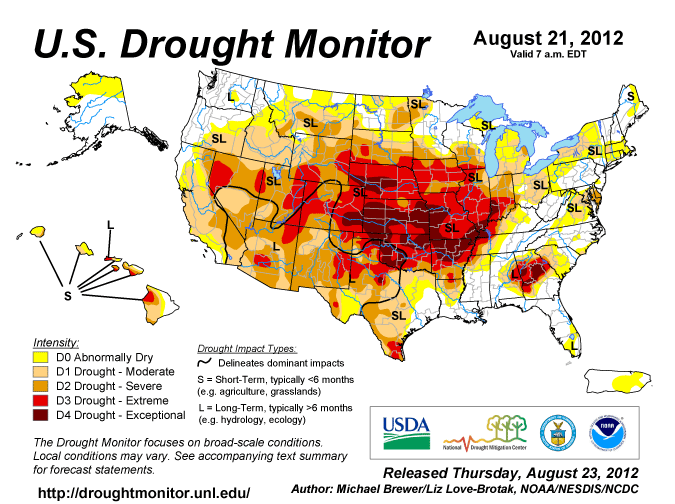 U.S. Drought Monitor
August 21, 2012
Valid 7 a.m. EDT
L
SL
SL
SL
SL
S
SL
SL
SL
SL
SL
SL
SL
SL
L
L
L
L
SL
L
L
S
Intensity:
D0 Abnormally Dry
D1 Drought - Moderate
D2 Drought - Severe
D3 Drought - Extreme
D4 Drought - Exceptional
Drought Impact Types:
Delineates dominant impacts
S = Short-Term, typically <6 months
(e.g. agriculture, grasslands)
L = Long-Term, typically >6 months
(e.g. hydrology, ecology)
USDA
National Drought Mitigation Center
NOAA
The Drought Monitor focuses on broad-scale conditions.
Local conditions may vary. See accompanying text summary
for forecast statements.
http://droughtmonitor.unl.edu/
Released Thursday, August 23, 2012
Author: Michael Brewer/Liz Love-Brotak, NOAA/NESDIS/NCDC